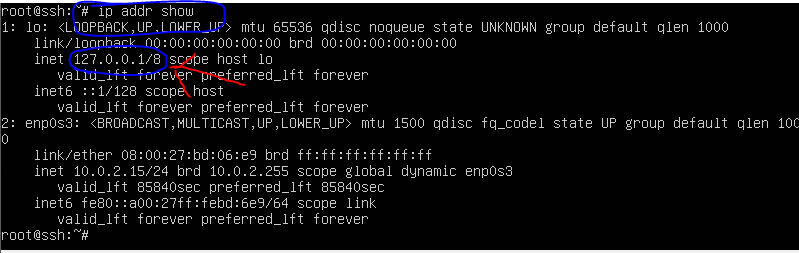 root@ssh:~# ip addr show
1: lo: <LOOPBACK,UP,LOWER_UP> mtu 65536 qdisc noqueue state UNKNOWN group default qlen 1000
    link/loopback 00:00:00:00:00:00 brd 00:00:00:00:00:00
    inet 127.0.0.1/8 scope host lo
       valid_lft forever preferred_lft forever
    inet6 ::1/128 scope host
       valid_lft forever preferred_lft forever
2: enp0s3: <BROADCAST,MULTICAST,UP,LOWER_UP> mtu 1500 qdisc fq_codel state UP group default qlen 100
0
    link/ether 08:00:27:bd:06:e9 brd ff:ff:ff:ff:ff:ff
    inet 10.0.2.15/24 brd 10.0.2.255 scope global dynamic enp0s3
       valid_lft 85840sec preferred_lft 85840sec
    inet6 fe80::a00:27ff:febd:6e9/64 scope link
       valid_lft forever preferred_lft forever
root@ssh:~#